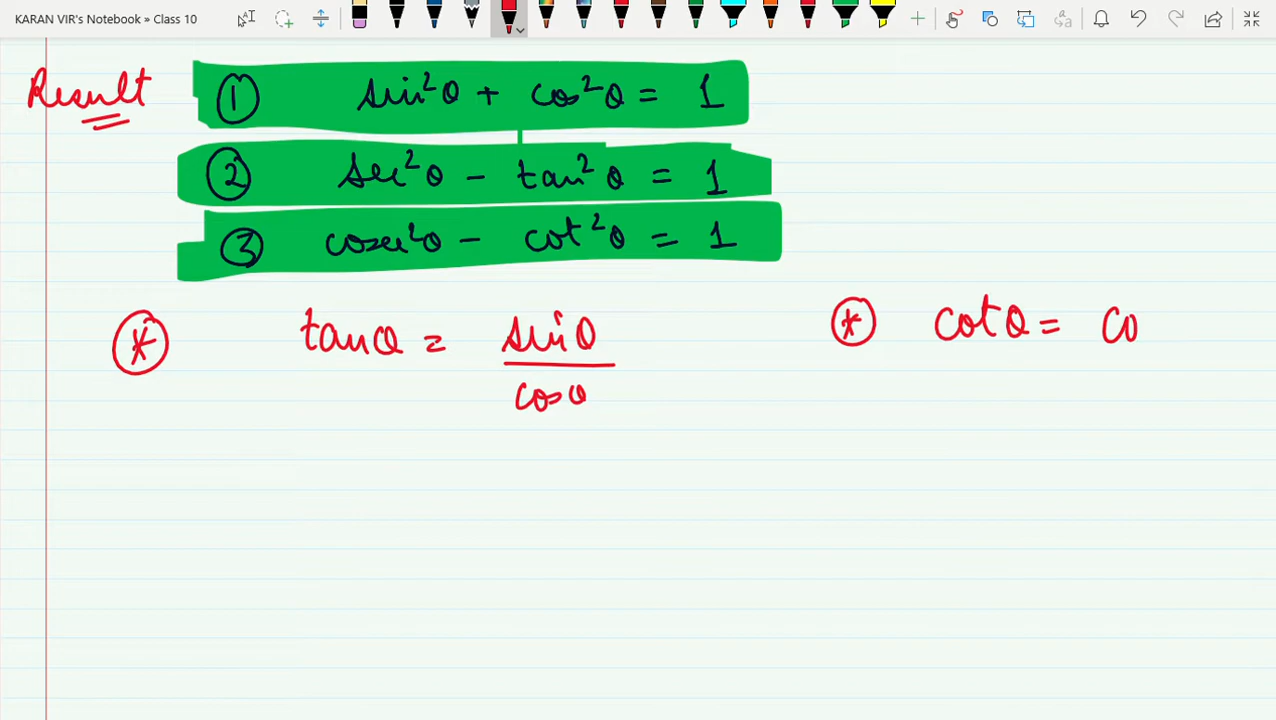 KARAN VIR's Notebook » Class 10
Result ① sin²θ + cos²θ = 1
② sec²θ - tan²θ = 1
③ cosec²θ - cot²θ = 1
* tanθ = sinθ / cosθ
* cotθ = co